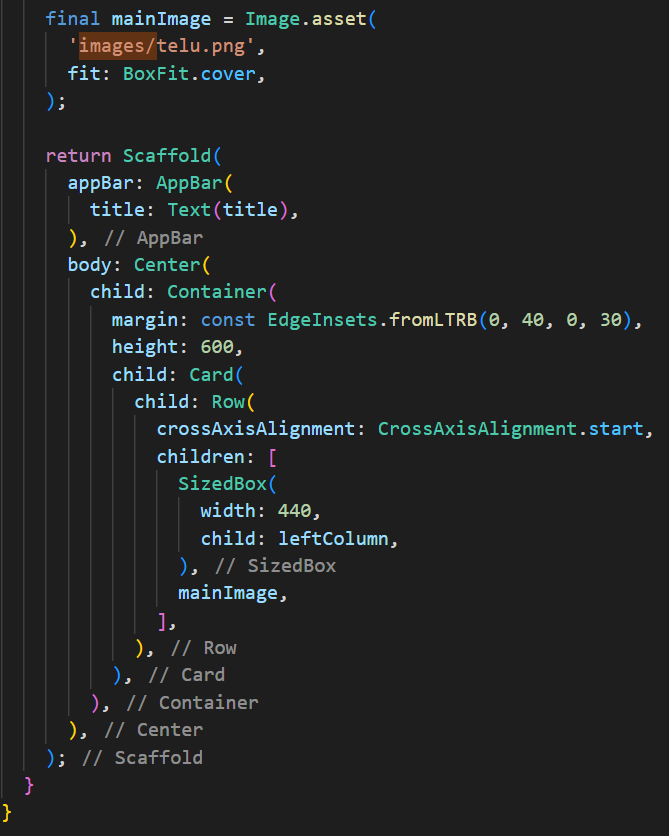 final mainImage = Image.asset(
  'images/telu.png',
  fit: BoxFit.cover,
);

return Scaffold(
  appBar: AppBar(
    title: Text(title),
  ), // AppBar
  body: Center(
    child: Container(
      margin: const EdgeInsets.fromLTRB(0, 40, 0, 30),
      height: 600,
      child: Card(
        child: Row(
          crossAxisAlignment: CrossAxisAlignment.start,
          children: [
            SizedBox(
              width: 440,
              child: leftColumn,
            ), // SizedBox
            mainImage,
          ],
        ), // Row
      ), // Card
    ), // Container
  ), // Center
); // Scaffold
}
}